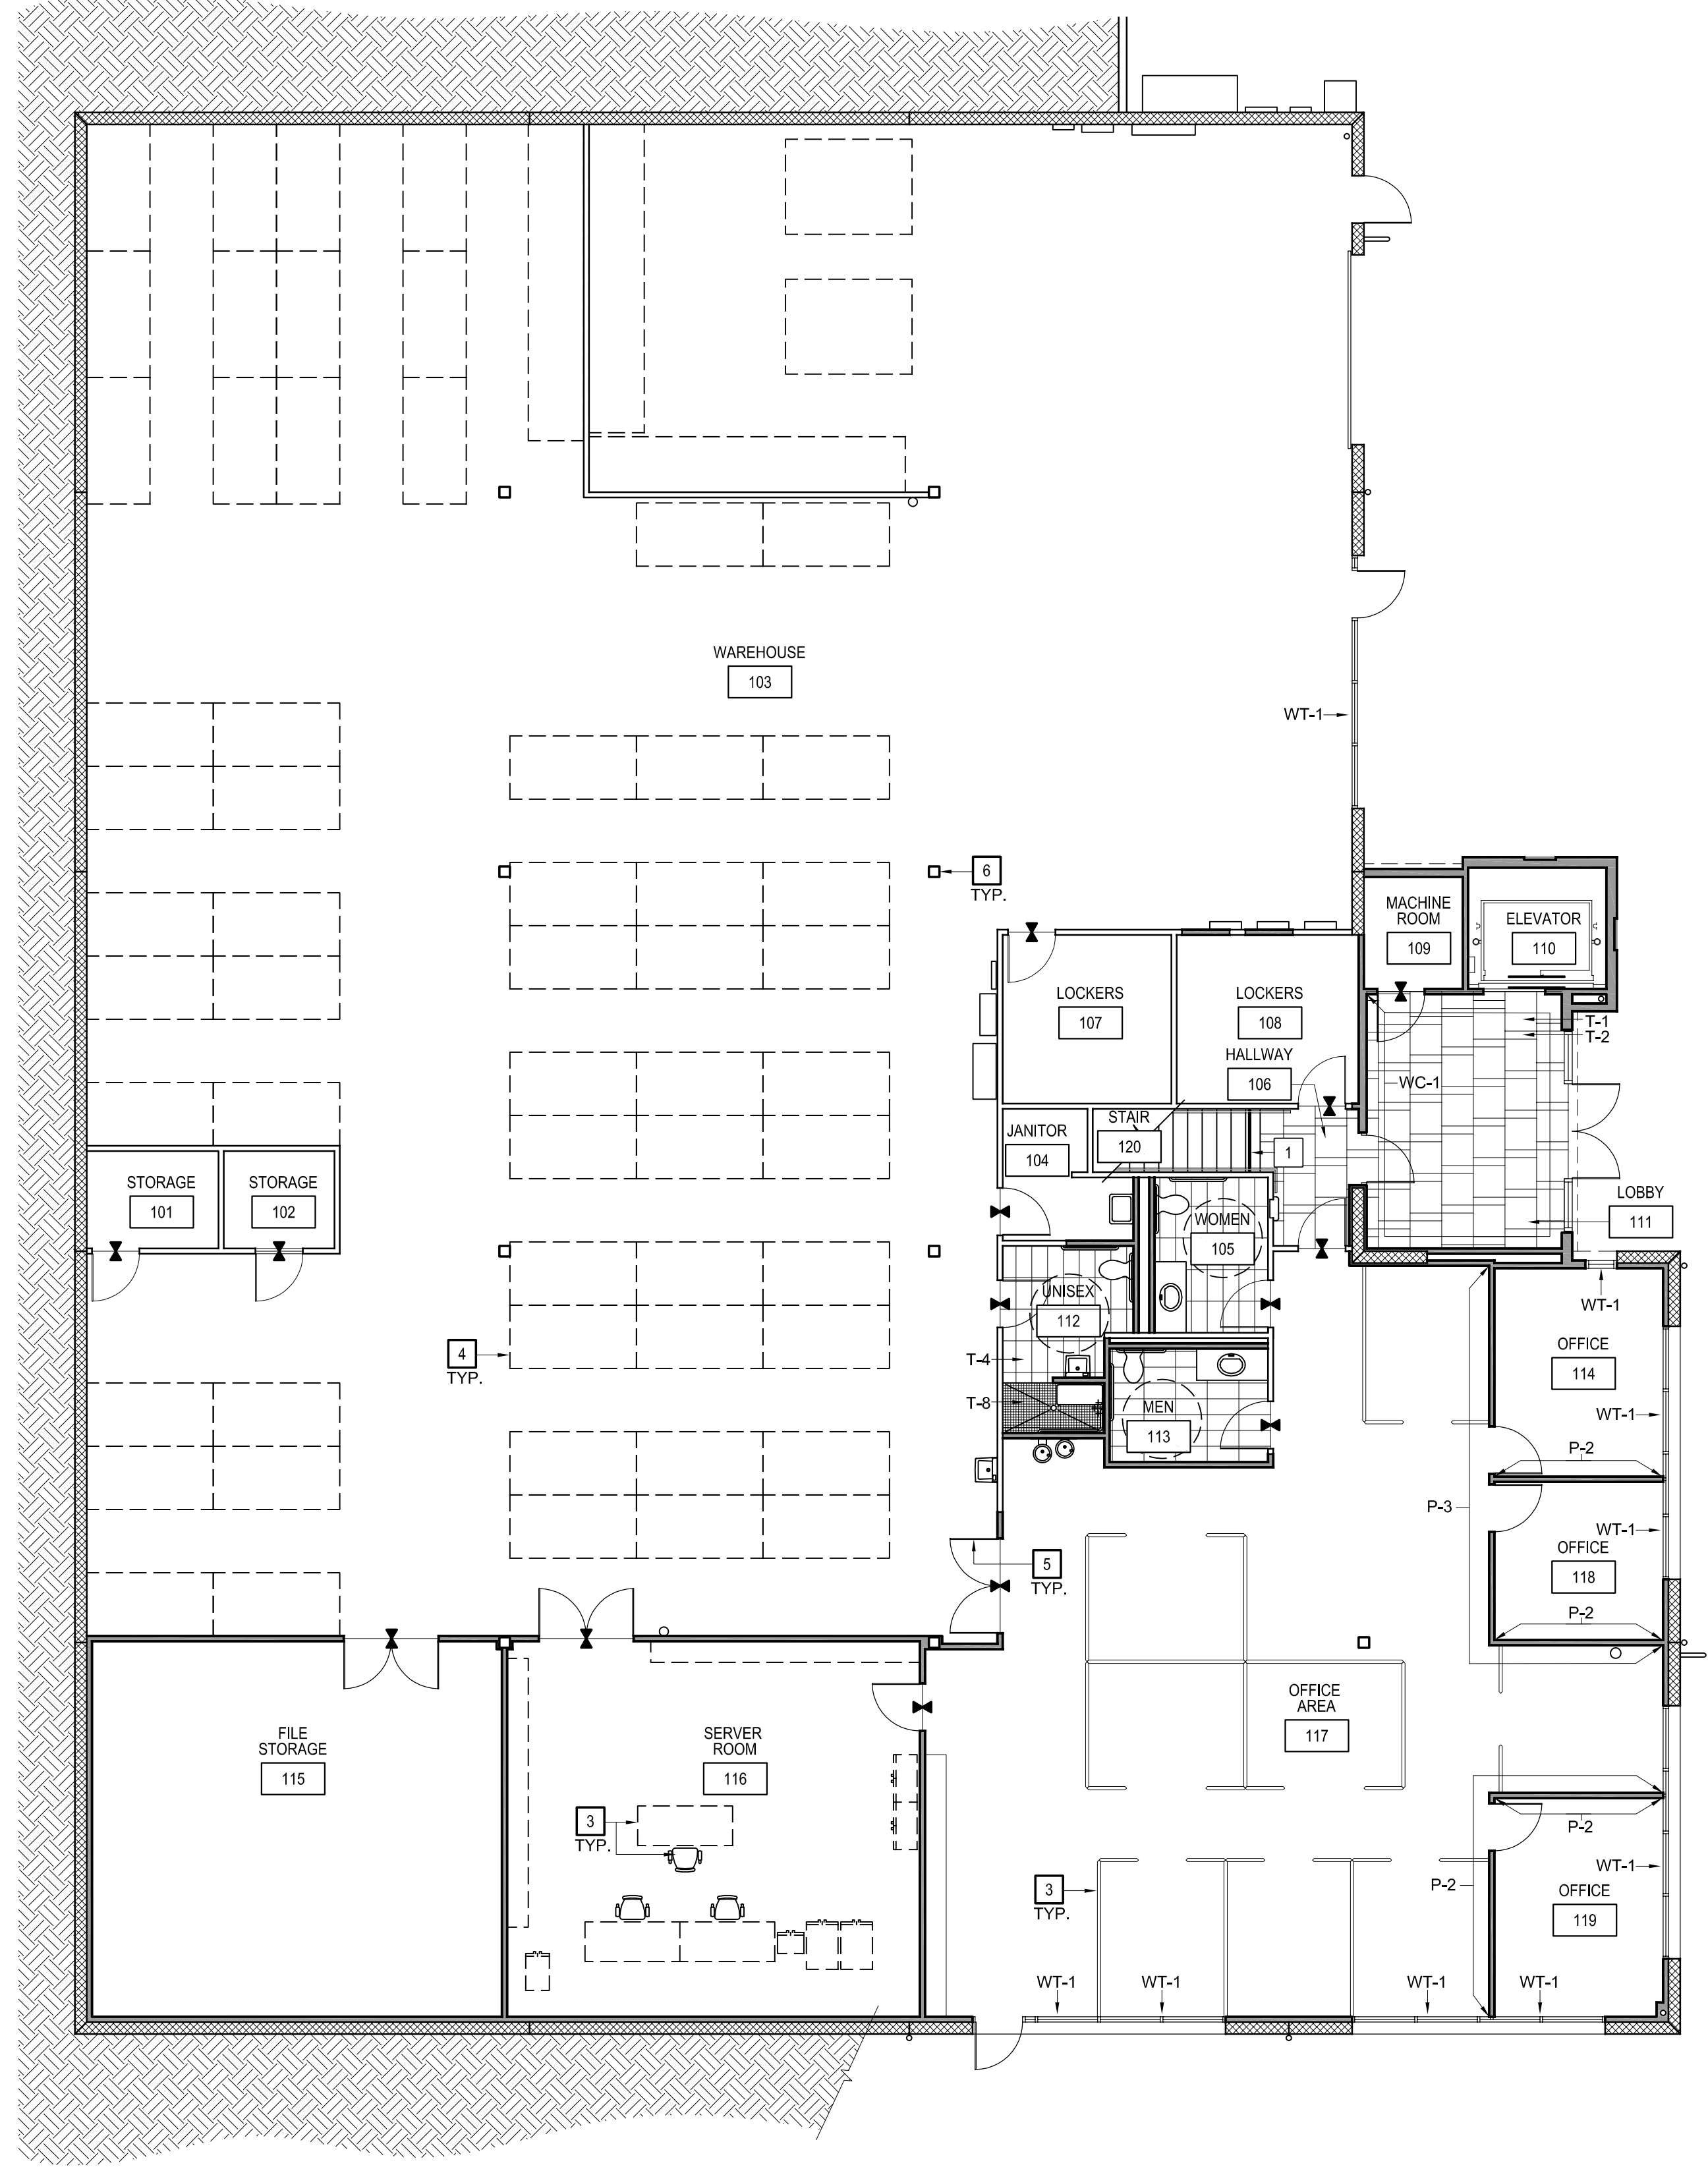 WAREHOUSE
103
WT-1
6
TYP.
MACHINE
ROOM
109
ELEVATOR
110
LOCKERS
107
LOCKERS
108
HALLWAY
106
T-1
T-2
WC-1
JANITOR
104
STAIR
120
1
STORAGE
101
STORAGE
102
WOMEN
105
LOBBY
111
UNISEX
112
WT-1
4
TYP.
T-4
T-8
MEN
113
OFFICE
114
WT-1
P-2
P-3
WT-1
OFFICE
118
P-2
5
TYP.
FILE
STORAGE
115
SERVER
ROOM
116
OFFICE
AREA
117
3
TYP.
P-2
WT-1
P-2
OFFICE
119
3
TYP.
WT-1
WT-1
WT-1
WT-1